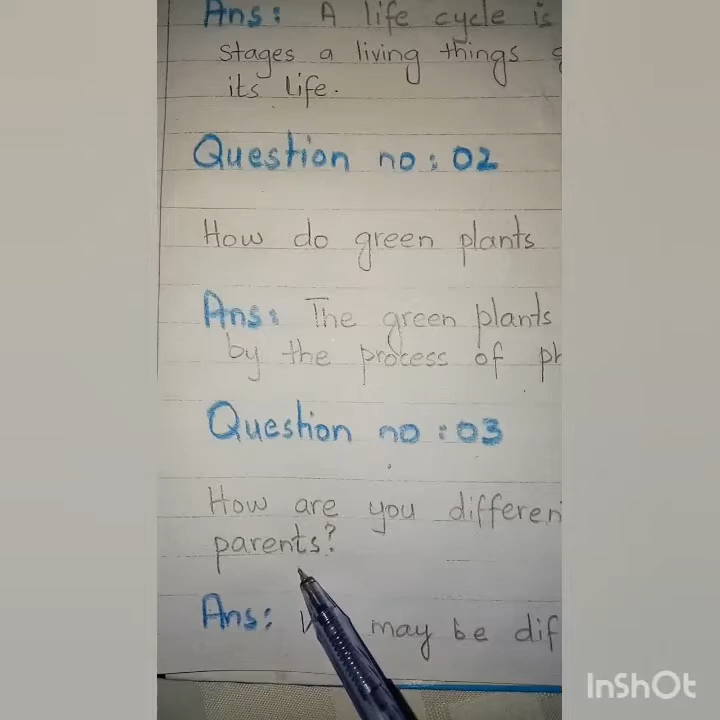 Ans: A life cycle is
stages a living things
its life.
Question no: 02
How do green plants
Ans: The green plants
by the process of ph
Question no: 03
How are you differen
parents?
Ans: may be dif
InShOt